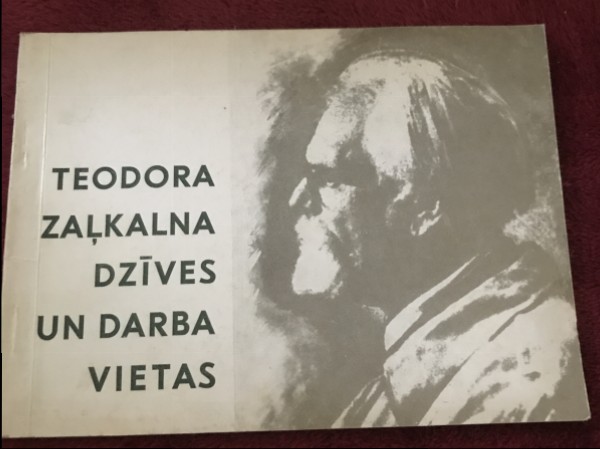 TEODORA
ZAĻKALNA
DZĪVES
UN DARBA
VIETAS